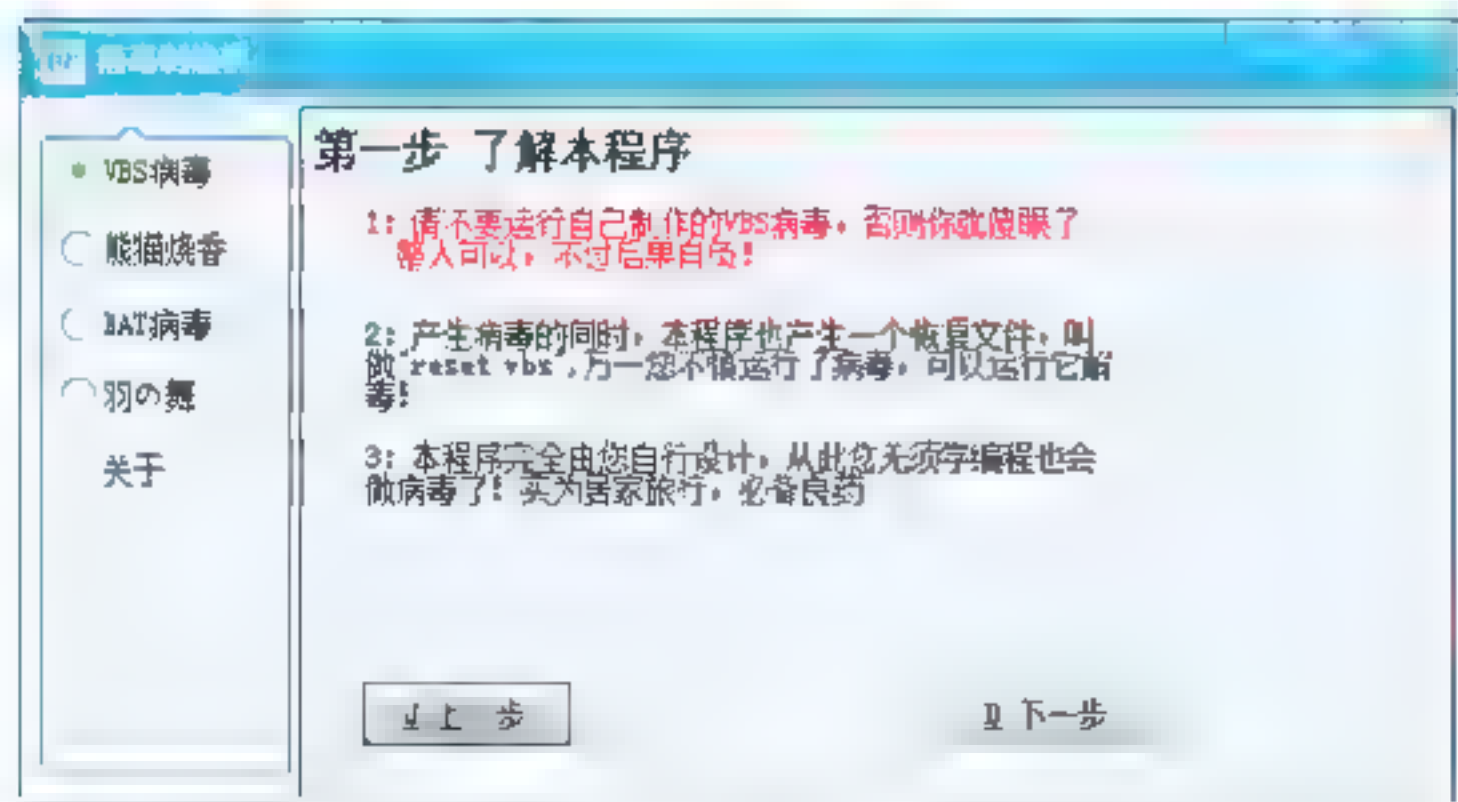 VBS病毒
熊猫烧香
BAT病毒
羽の舞
关于
第一步 了解本程序
1: 请不要运行自己制作的VBS病毒，否则你就傻眼了
整人可以，不过后果自负!
2: 产生病毒的同时，本程序也产生一个恢复文件，叫
做"reset.vbs",万一您不慎运行了病毒，可以运行它解
毒!
3: 本程序完全由您自行设计，从此您无须学编程也会
做病毒了! 实为居家旅行，必备良药
上 步
下一步